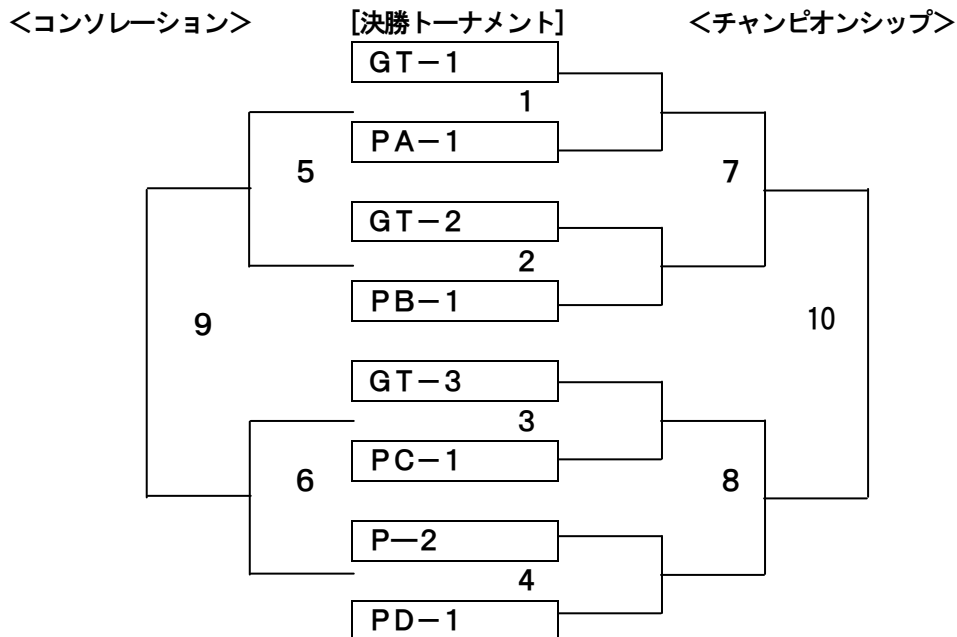 ＜コンソレーション＞ [決勝トーナメント] ＜チャンピオンシップ＞
ＧＴ－１
1
ＰＡ－１
5 7
ＧＴ－２
2
ＰＢ－１
9 10
ＧＴ－３
3
ＰＣ－１
6 8
Ｐ―２
4
ＰＤ－１